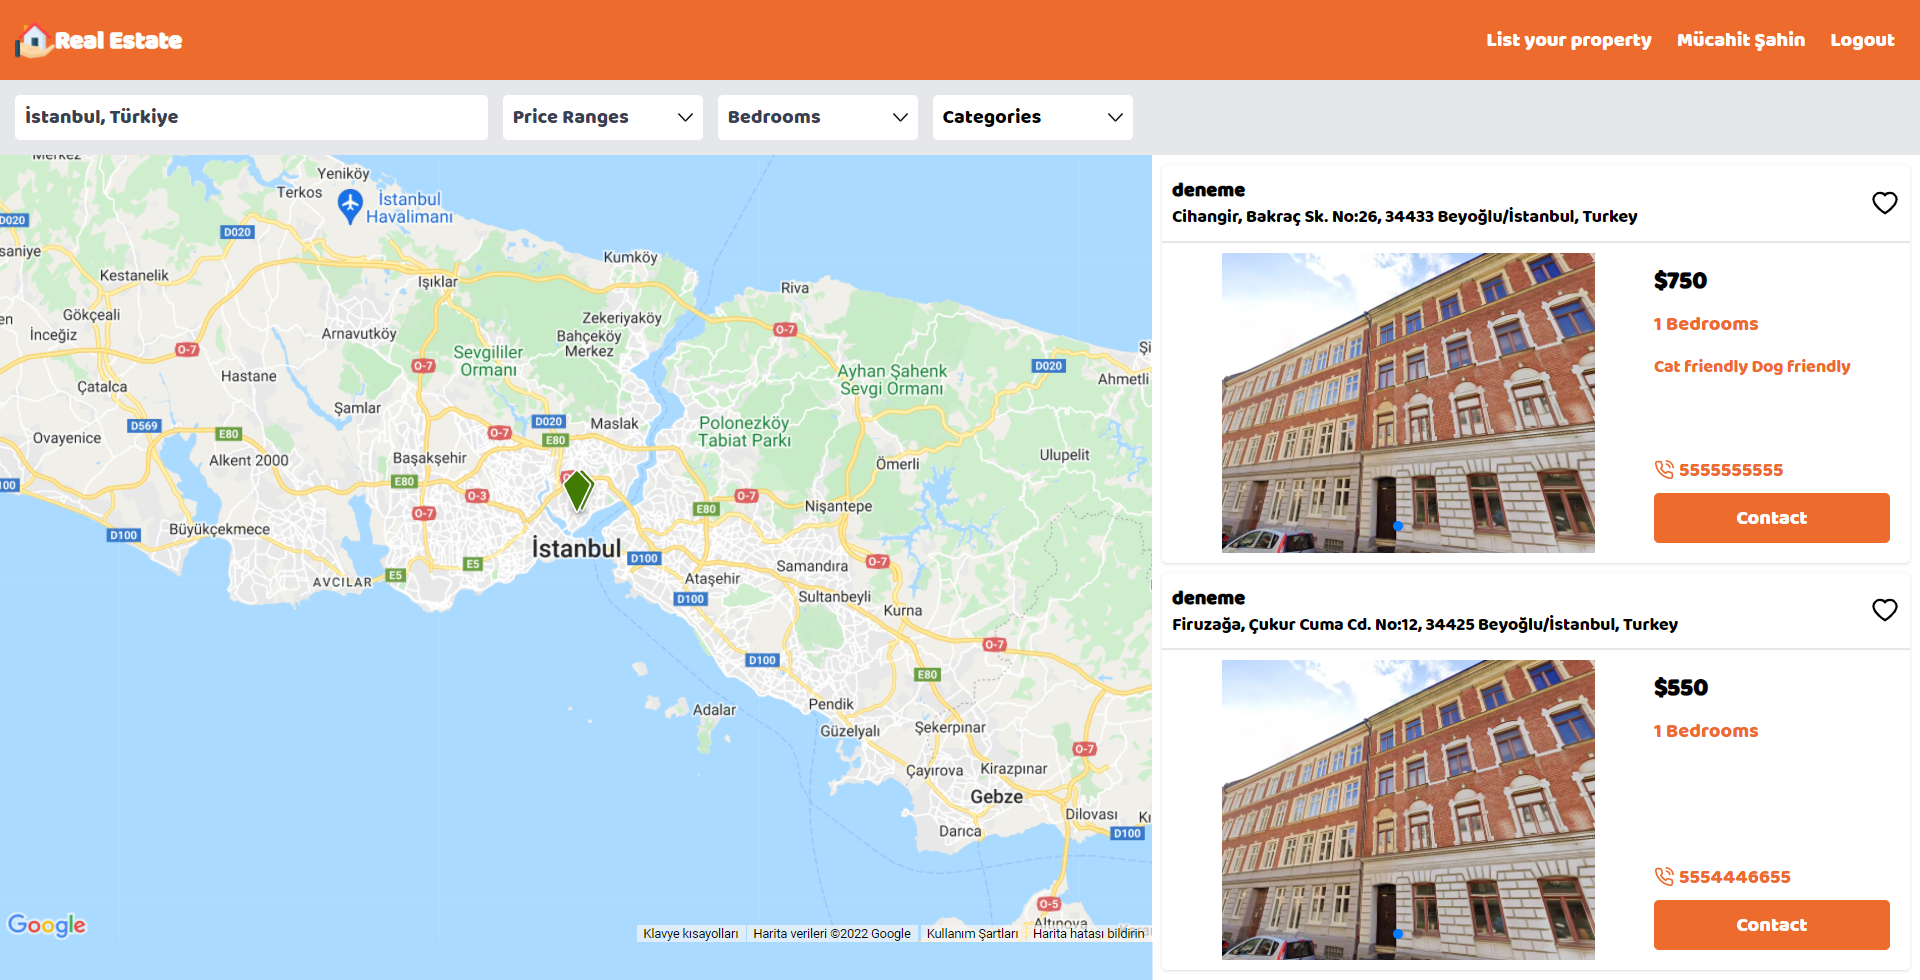 Real Estate
List your property
Mücahit Şahin
Logout
İstanbul, Türkiye
Price Ranges
Bedrooms
Categories
Merkez
Yeniköy
Terkos
İstanbul
Havalimanı
D020
D020
Kestanelik
Işıklar
Kumköy
Riva
Gökçeali
İnceğiz
Arnavutköy
Zekeriyaköy
Bahçeköy
Merkez
O-7
O-7
O-7
Sevgililer
Ormanı
Ayhan Şahenk
Sevgi Ormanı
D020
Ahmetli
Hastane
Çatalca
Şamlar
D569
E80
D020
E80
O-7
Maslak
Polonezköy
Tabiat Parkı
Ovayenice
Alkent 2000
Başakşehir
Ömerli
Ulupelit
E80
O-3
O-7
O-7
E80
Nişantepe
D100
Büyükçekmece
İstanbul
D100
O-7
E5
E5
AVCILAR
Ataşehir
Samandıra
D100
Sultanbeyli
Kurna
O-7
D100
E80
Adalar
Pendik
Güzelyalı
Şekerpınar
O-7
Çayırova
Kirazpınar
Gebze
Dilovası
Darıca
D100
O-5
Altınova
Google
Klavye kısayolları
Harita verileri ©2022 Google
Kullanım Şartları
Harita hatası bildirin
deneme
Cihangir, Bakraç Sk. No:26, 34433 Beyoğlu/İstanbul, Turkey
$750
1 Bedrooms
Cat friendly Dog friendly
5555555555
Contact
deneme
Firuzağa, Çukur Cuma Cd. No:12, 34425 Beyoğlu/İstanbul, Turkey
$550
1 Bedrooms
5554446655
Contact